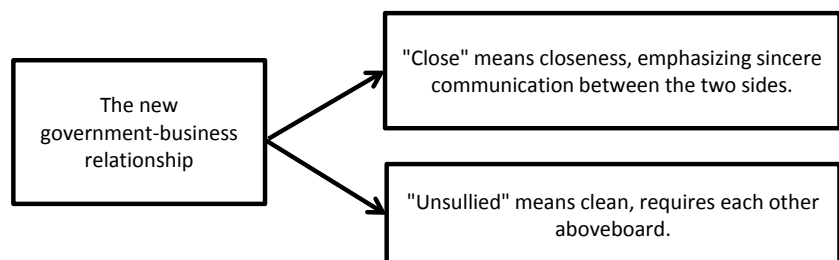 The new
government-business
relationship
"Close" means closeness, emphasizing sincere
communication between the two sides.
"Unsullied" means clean, requires each other
aboveboard.